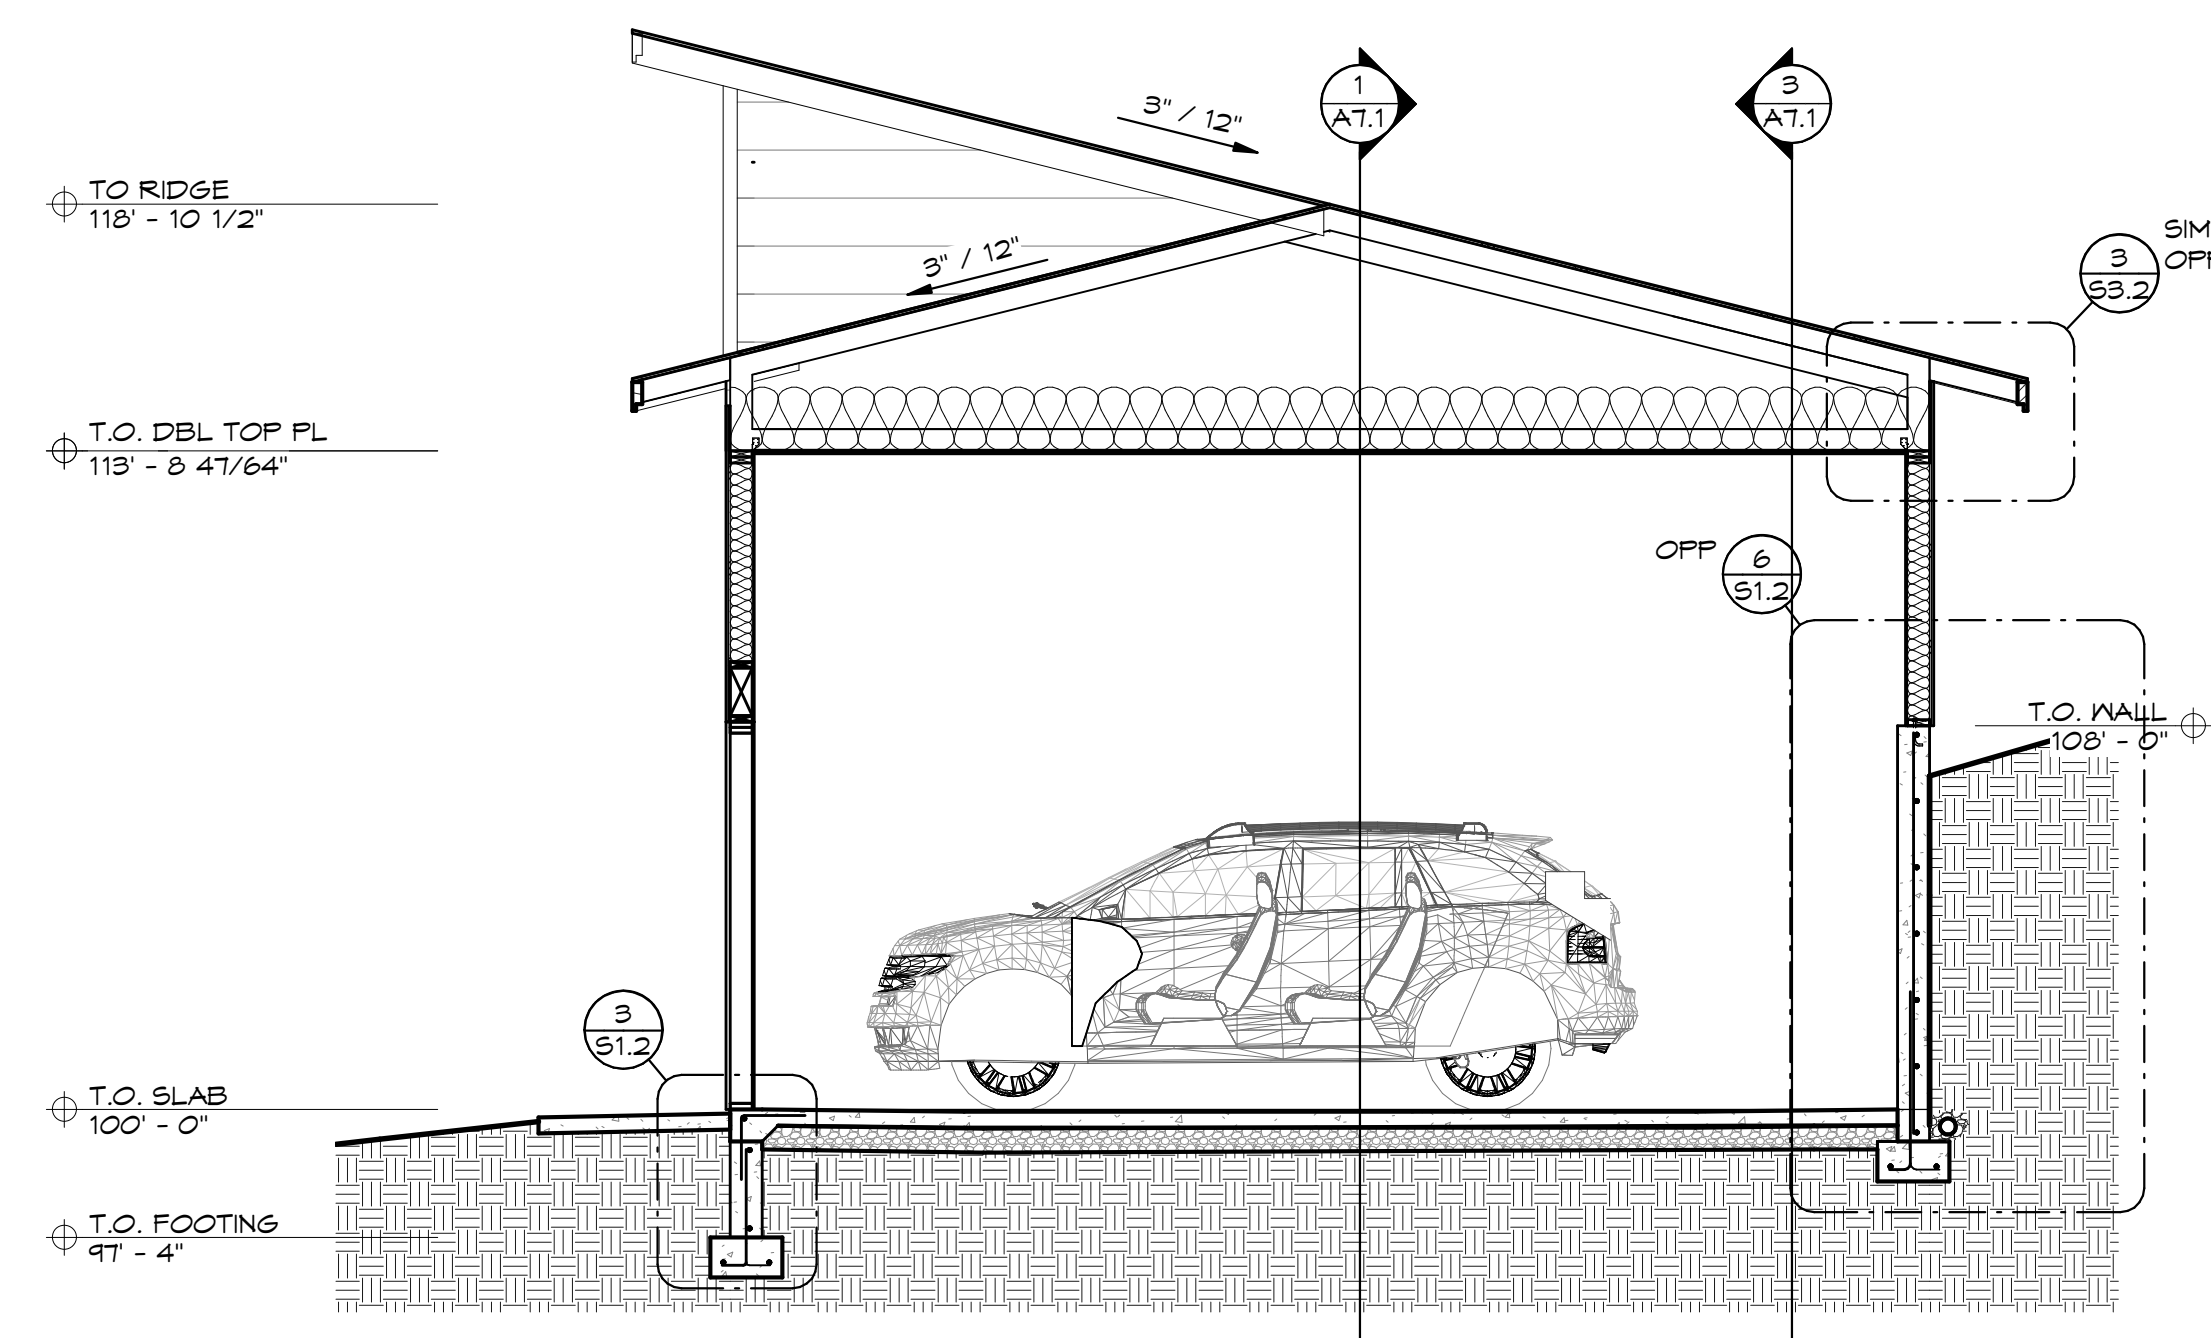 3" / 12"
1
A7.1
3
A7.1
TO RIDGE
118' - 10 1/2"
3" / 12"
SIM
3
S3.2
T.O. DBL TOP PL
113' - 8 47/64"
OPP
6
S1.2
T.O. WALL
108' - 0"
3
S1.2
T.O. SLAB
100' - 0"
T.O. FOOTING
97' - 4"